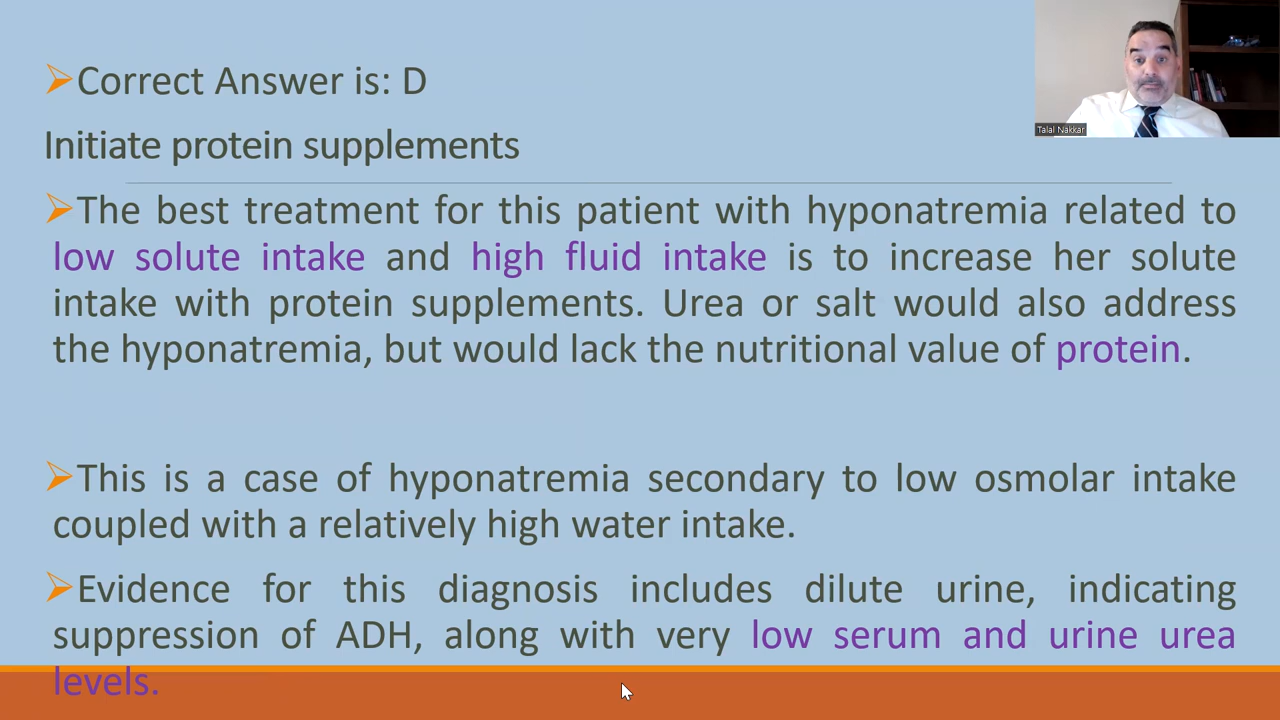 ➢Correct Answer is: D
Talal Nakkar
Initiate protein supplements
➢The best treatment for this patient with hyponatremia related to
low solute intake and high fluid intake is to increase her solute
intake with protein supplements. Urea or salt would also address
the hyponatremia, but would lack the nutritional value of protein.
➢This is a case of hyponatremia secondary to low osmolar intake
coupled with a relatively high water intake.
➢Evidence for this diagnosis includes dilute urine, indicating
suppression of ADH, along with very low serum and urine urea
levels.